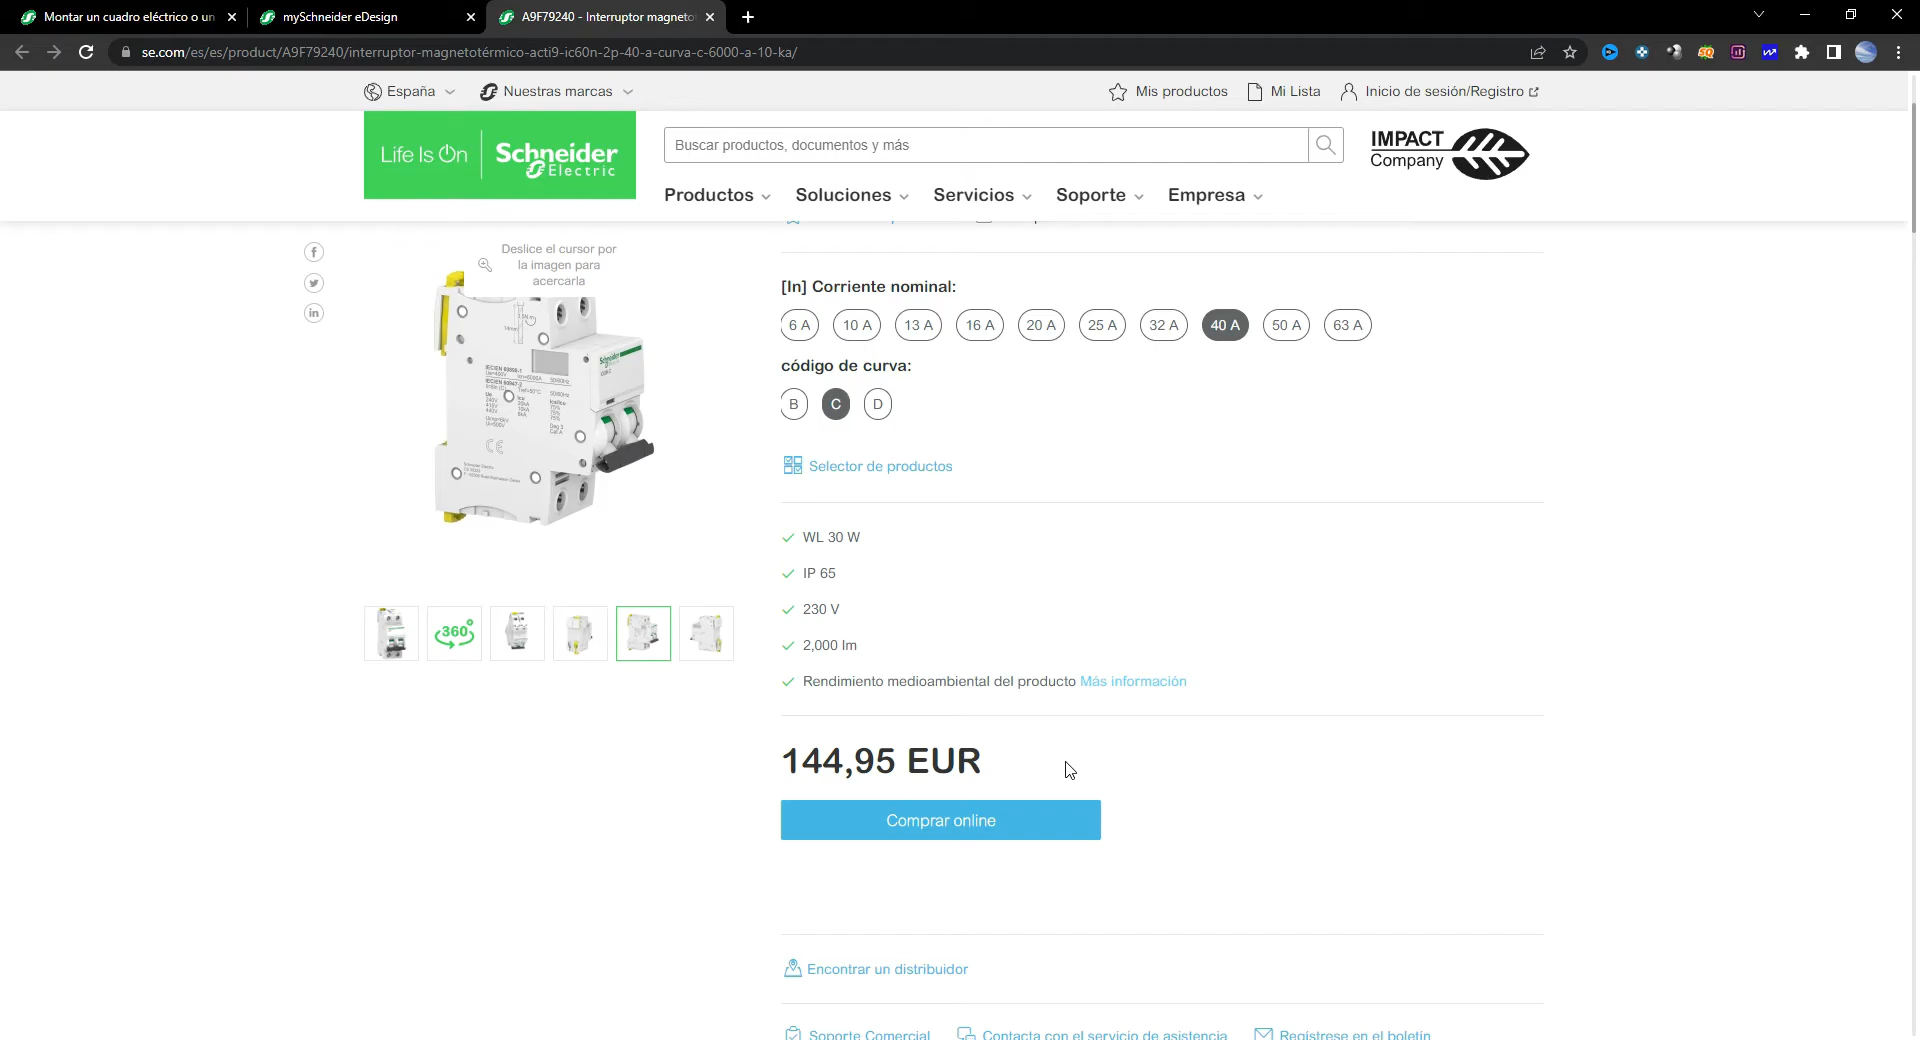 Montar un cuadro eléctrico o un
mySchneider eDesign
A9F79240 - Interruptor magneto
se.com/es/es/product/A9F79240/interruptor-magnetotérmico-acti9-ic60n-2p-40-a-curva-c-6000-a-10-ka/
España
Nuestras marcas
Mis productos
Mi Lista
Inicio de sesión/Registro
Life Is On
Schneider
Electric
Buscar productos, documentos y más
IMPACT
Company
Productos
Soluciones
Servicios
Soporte
Empresa
Deslice el cursor por
la imagen para
acercarla
[In] Corriente nominal:
6 A
10 A
13 A
16 A
20 A
25 A
32 A
40 A
50 A
63 A
código de curva:
B
C
D
Selector de productos
WL 30 W
IP 65
230 V
2,000 lm
Rendimiento medioambiental del producto Más información
360°
144,95 EUR
Comprar online
Encontrar un distribuidor
Soporte Comercial
Contacta con el servicio de asistencia
Regístrese en el boletín